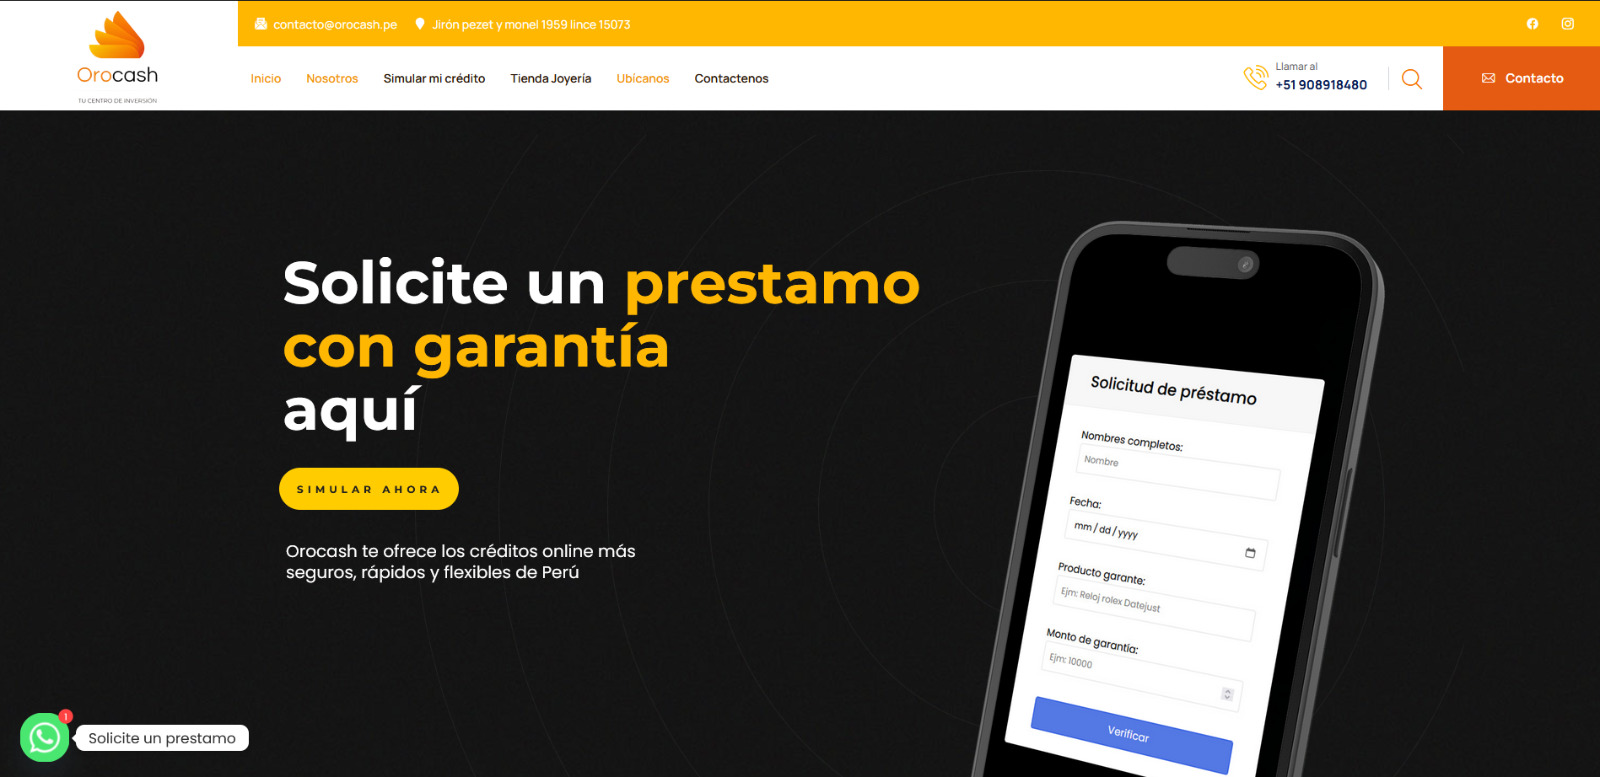 contacto@orocash.pe
Jirón pezet y monel 1959 lince 15073
Orocash
TU CENTRO DE INVERSIÓN
Inicio
Nosotros
Simular mi crédito
Tienda Joyería
Ubícanos
Contactenos
Llamar al
+51 908918480
Contacto
Solicite un prestamo
con garantía
aquí
SIMULAR AHORA
Orocash te ofrece los créditos online más
seguros, rápidos y flexibles de Perú
Solicitud de préstamo
Nombres completos:
Nombre
Fecha:
mm / dd / yyyy
Producto garante:
Ejm: Reloj rolex Datejust
Monto de garantía:
Ejm: 10000
Verificar
1
Solicite un prestamo